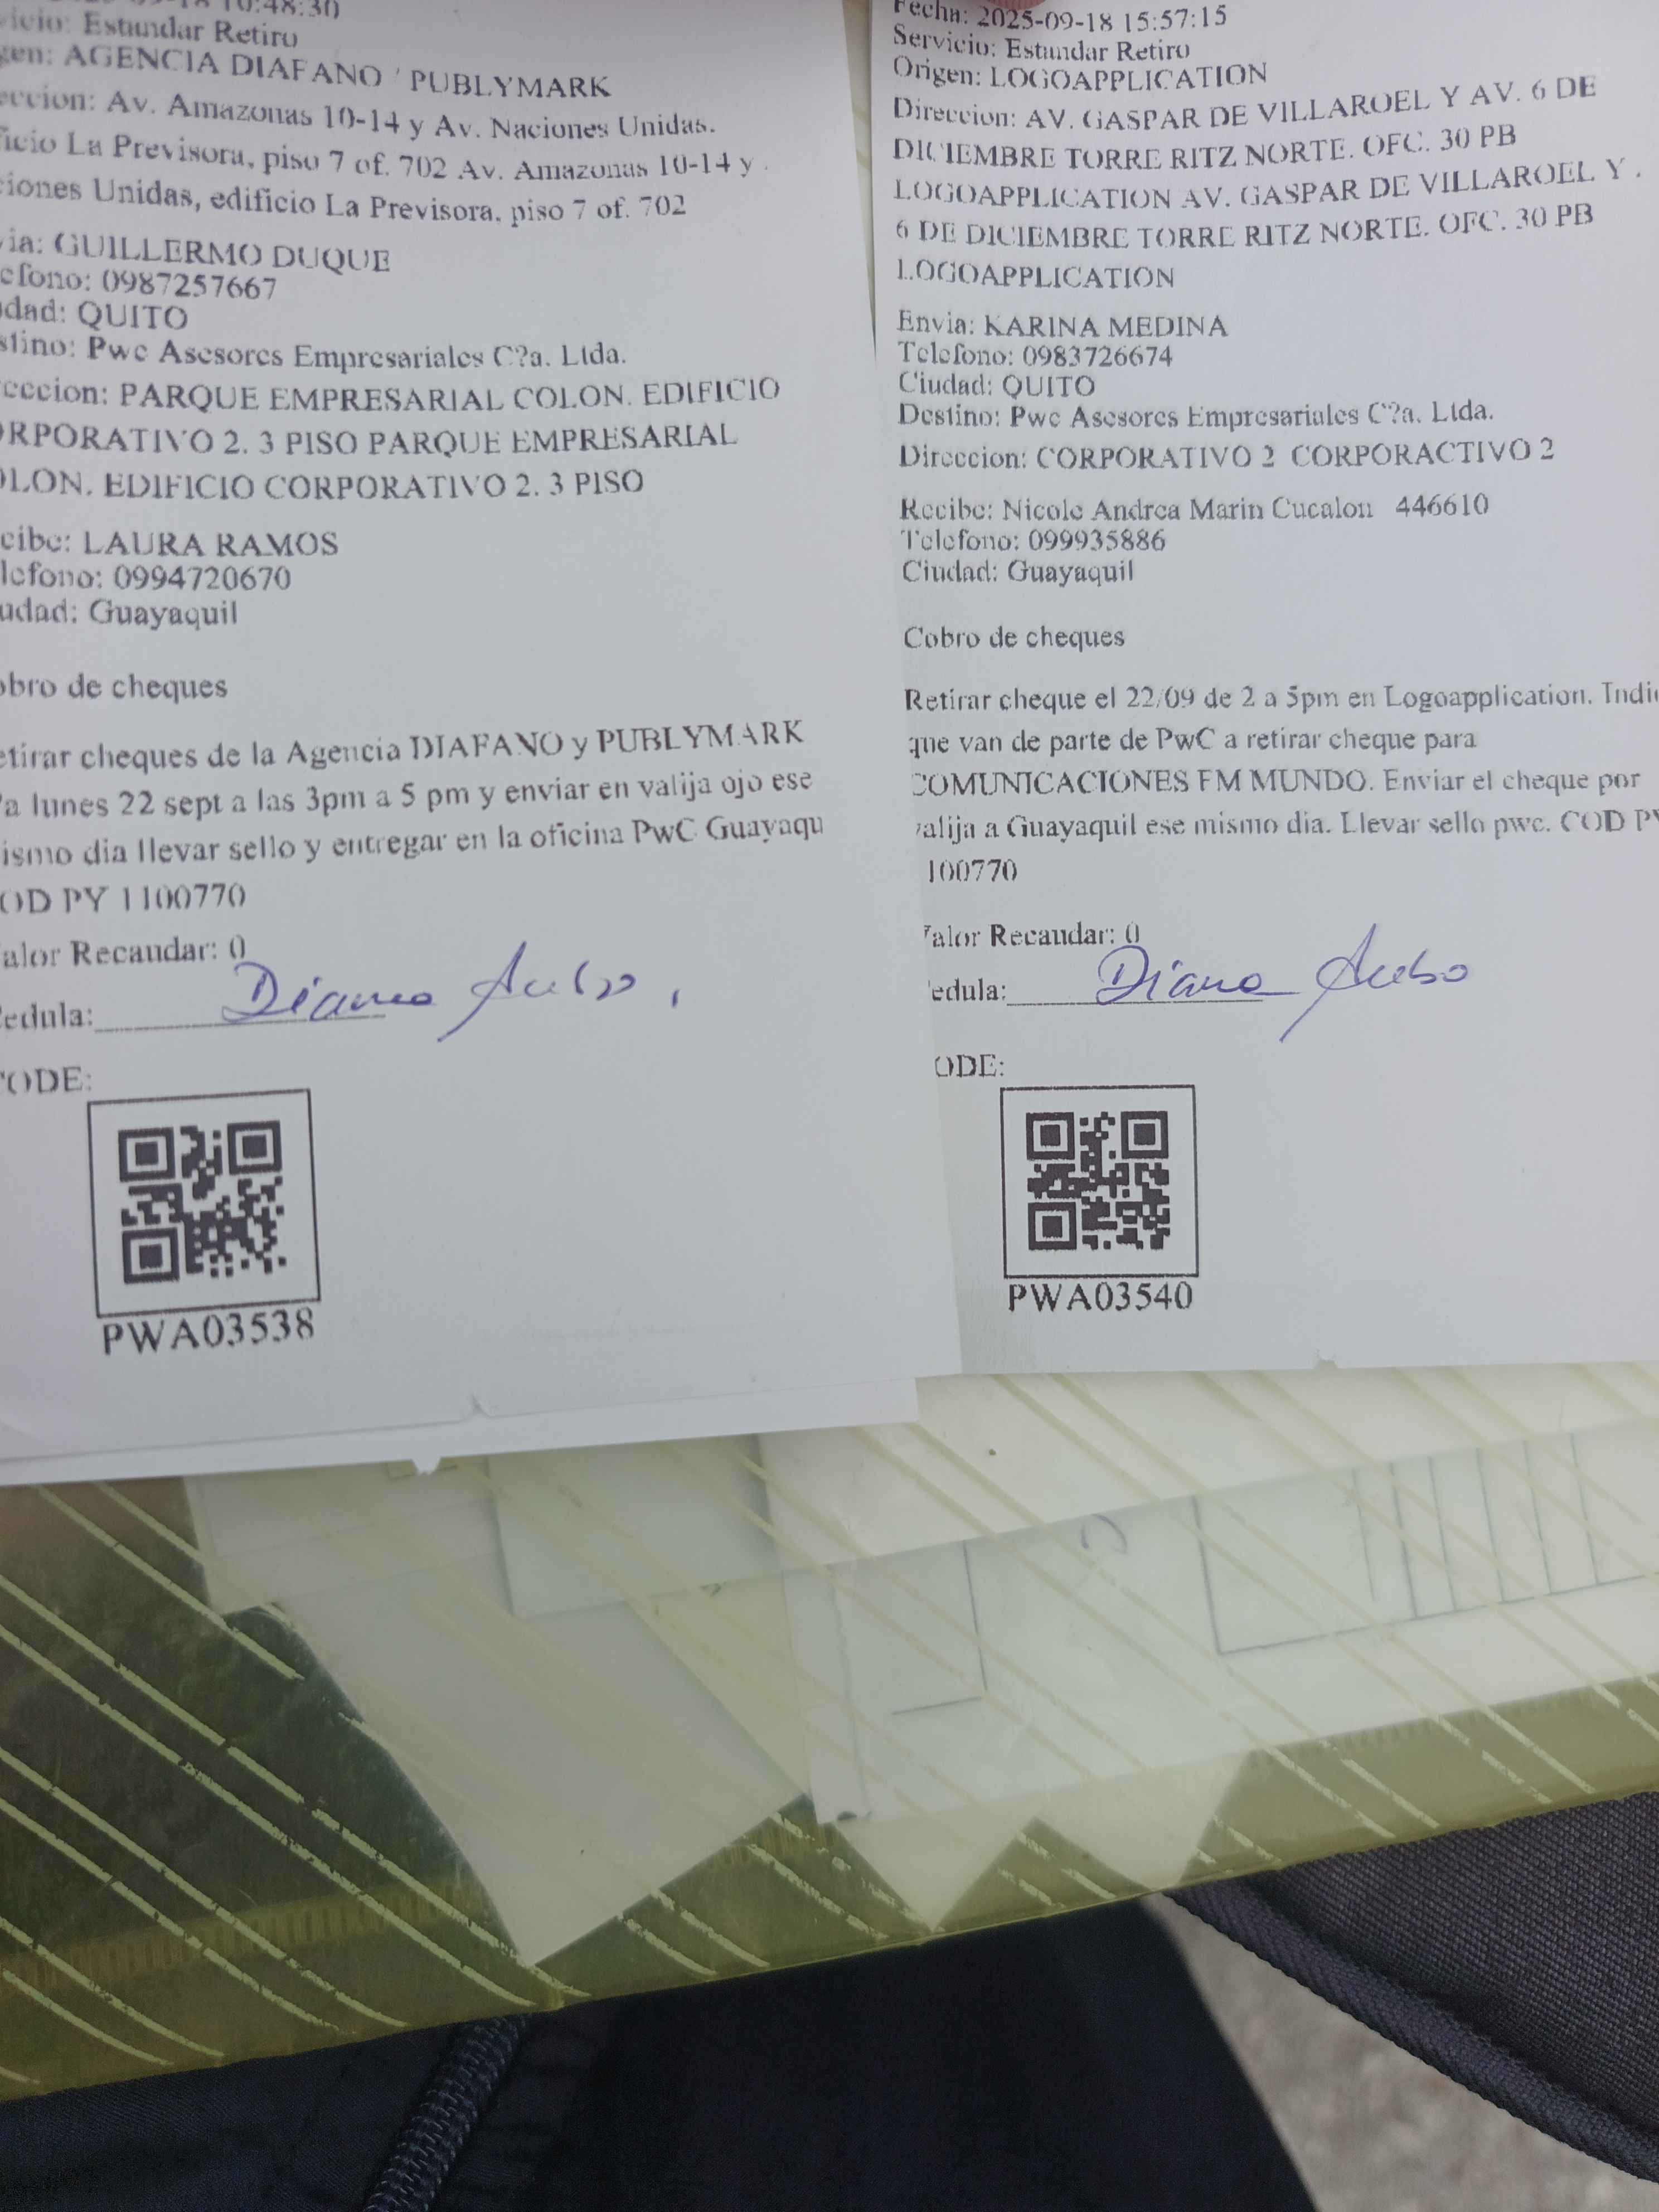 10:48:30)
vicio: Estandar Retiro
gen: AGENCIA DIAFANO / PUBLYMARK
eccion: Av. Amazonas 10-14 y Av. Naciones Unidas.
ficio La Previsora, piso 7 of. 702 Av. Amazonas 10-14 y .
ciones Unidas, edificio La Previsora. piso 7 of. 702
via: GUILLERMO DUQUE
efono: 0987257667
dad: QUITO
stino: Pwc Asesores Empresariales C?a. Ltda.
eccion: PARQUE EMPRESARIAL COLON. EDIFICIO
ORPORATIVO 2. 3 PISO PARQUE EMPRESARIAL
OLON. EDIFICIO CORPORATIVO 2. 3 PISO
cibe: LAURA RAMOS
lefono: 0994720670
udad: Guayaquil
obro de cheques
etirar cheques de la Agencia DIAFANO y PUBLYMARK
a lunes 22 sept a las 3pm a 5 pm y enviar en valija ojo ese
ismo dia llevar sello y entregar en la oficina PwC Guayaqu
OD PY 1100770
alor Recaudar: 0
edula: Diana
ODE:
PWA03538
Fecha: 2025-09-18 15:57:15
Servicio: Estandar Retiro
Origen: LOGOAPPLICATION
Direccion: AV. GASPAR DE VILLAROEL Y AV. 6 DE
DICIEMBRE TORRE RITZ NORTE. OFC. 30 PB
LOGOAPPLICATION AV. GASPAR DE VILLAROEL Y .
6 DE DICIEMBRE TORRE RITZ NORTE. OFC. 30 PB
LOGOAPPLICATION
Envia: KARINA MEDINA
Telefono: 0983726674
Ciudad: QUITO
Destino: Pwc Asesores Empresariales C?a. Ltda.
Direccion: CORPORATIVO 2 CORPORACTIVO 2
Recibe: Nicole Andrea Marin Cucalon 446610
Telefono: 099935886
Ciudad: Guayaquil
Cobro de cheques
Retirar cheque el 22/09 de 2 a 5pm en Logoapplication. Indi
que van de parte de PwC a retirar cheque para
COMUNICACIONES FM MUNDO. Enviar el cheque por
valija a Guayaquil ese mismo dia. Llevar sello pwc. COD PY
100770
Valor Recaudar: 0
edula: Diana
ODE:
PWA03540